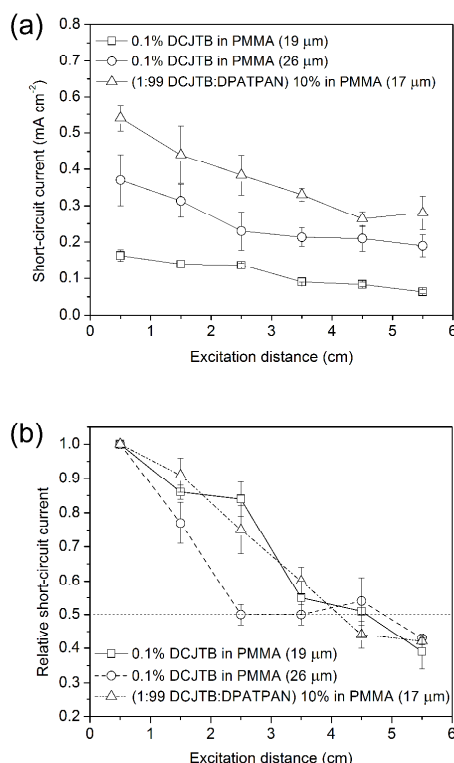 (a)
0.1% DCJTB in PMMA (19 μm)
0.1% DCJTB in PMMA (26 μm)
(1:99 DCJTB:DPATPAN) 10% in PMMA (17 μm)
Short-circuit current (mA cm⁻²)
0.8
0.7
0.6
0.5
0.4
0.3
0.2
0.1
0.0
0 1 2 3 4 5 6
Excitation distance (cm)
(b)
Relative short-circuit current
1.0
0.9
0.8
0.7
0.6
0.5
0.4
0.3
0.2
0.1% DCJTB in PMMA (19 μm)
0.1% DCJTB in PMMA (26 μm)
(1:99 DCJTB:DPATPAN) 10% in PMMA (17 μm)
0 1 2 3 4 5 6
Excitation distance (cm)